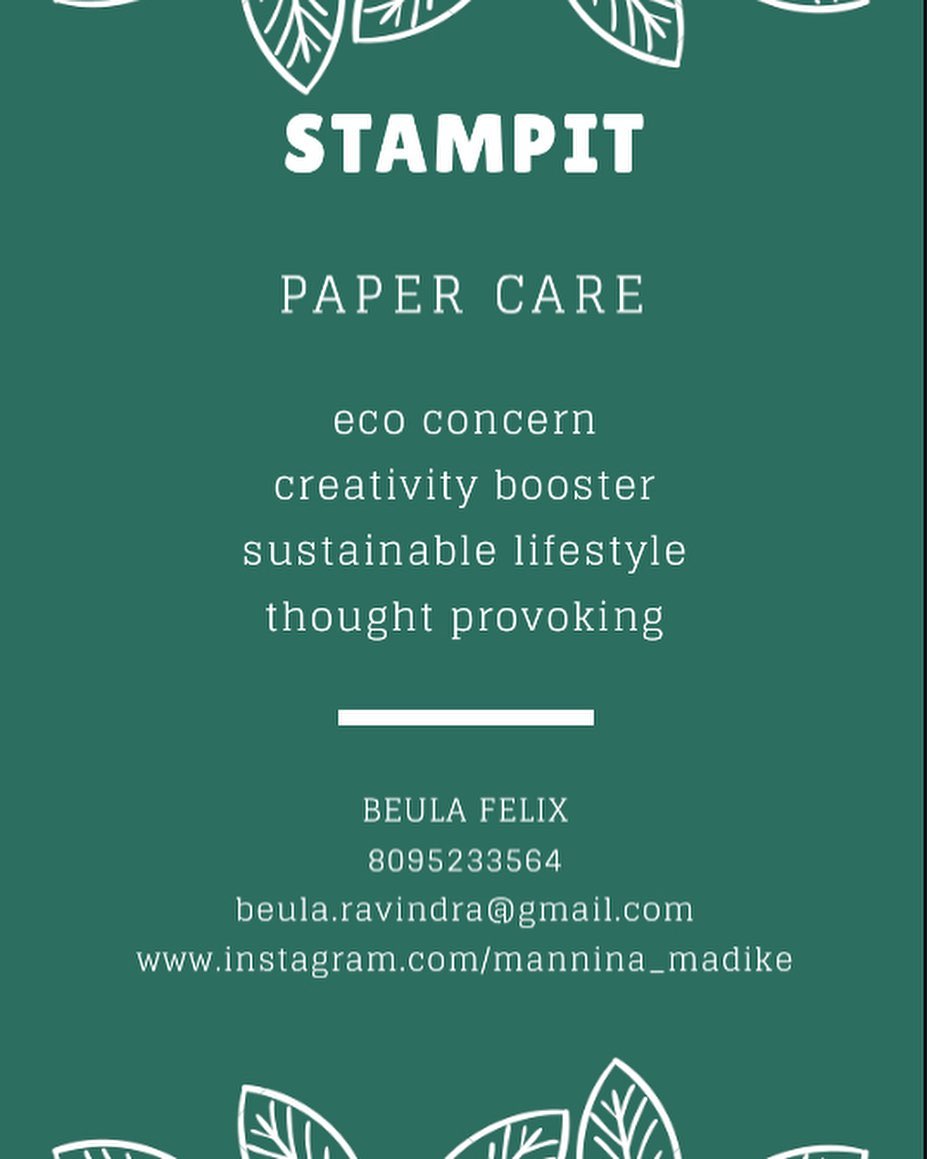 STAMPIT
PAPER CARE
eco concern
creativity booster
sustainable lifestyle
thought provoking
BEULA FELIX
8095233564
beula.ravindra@gmail.com
www.instagram.com/mannina_madike